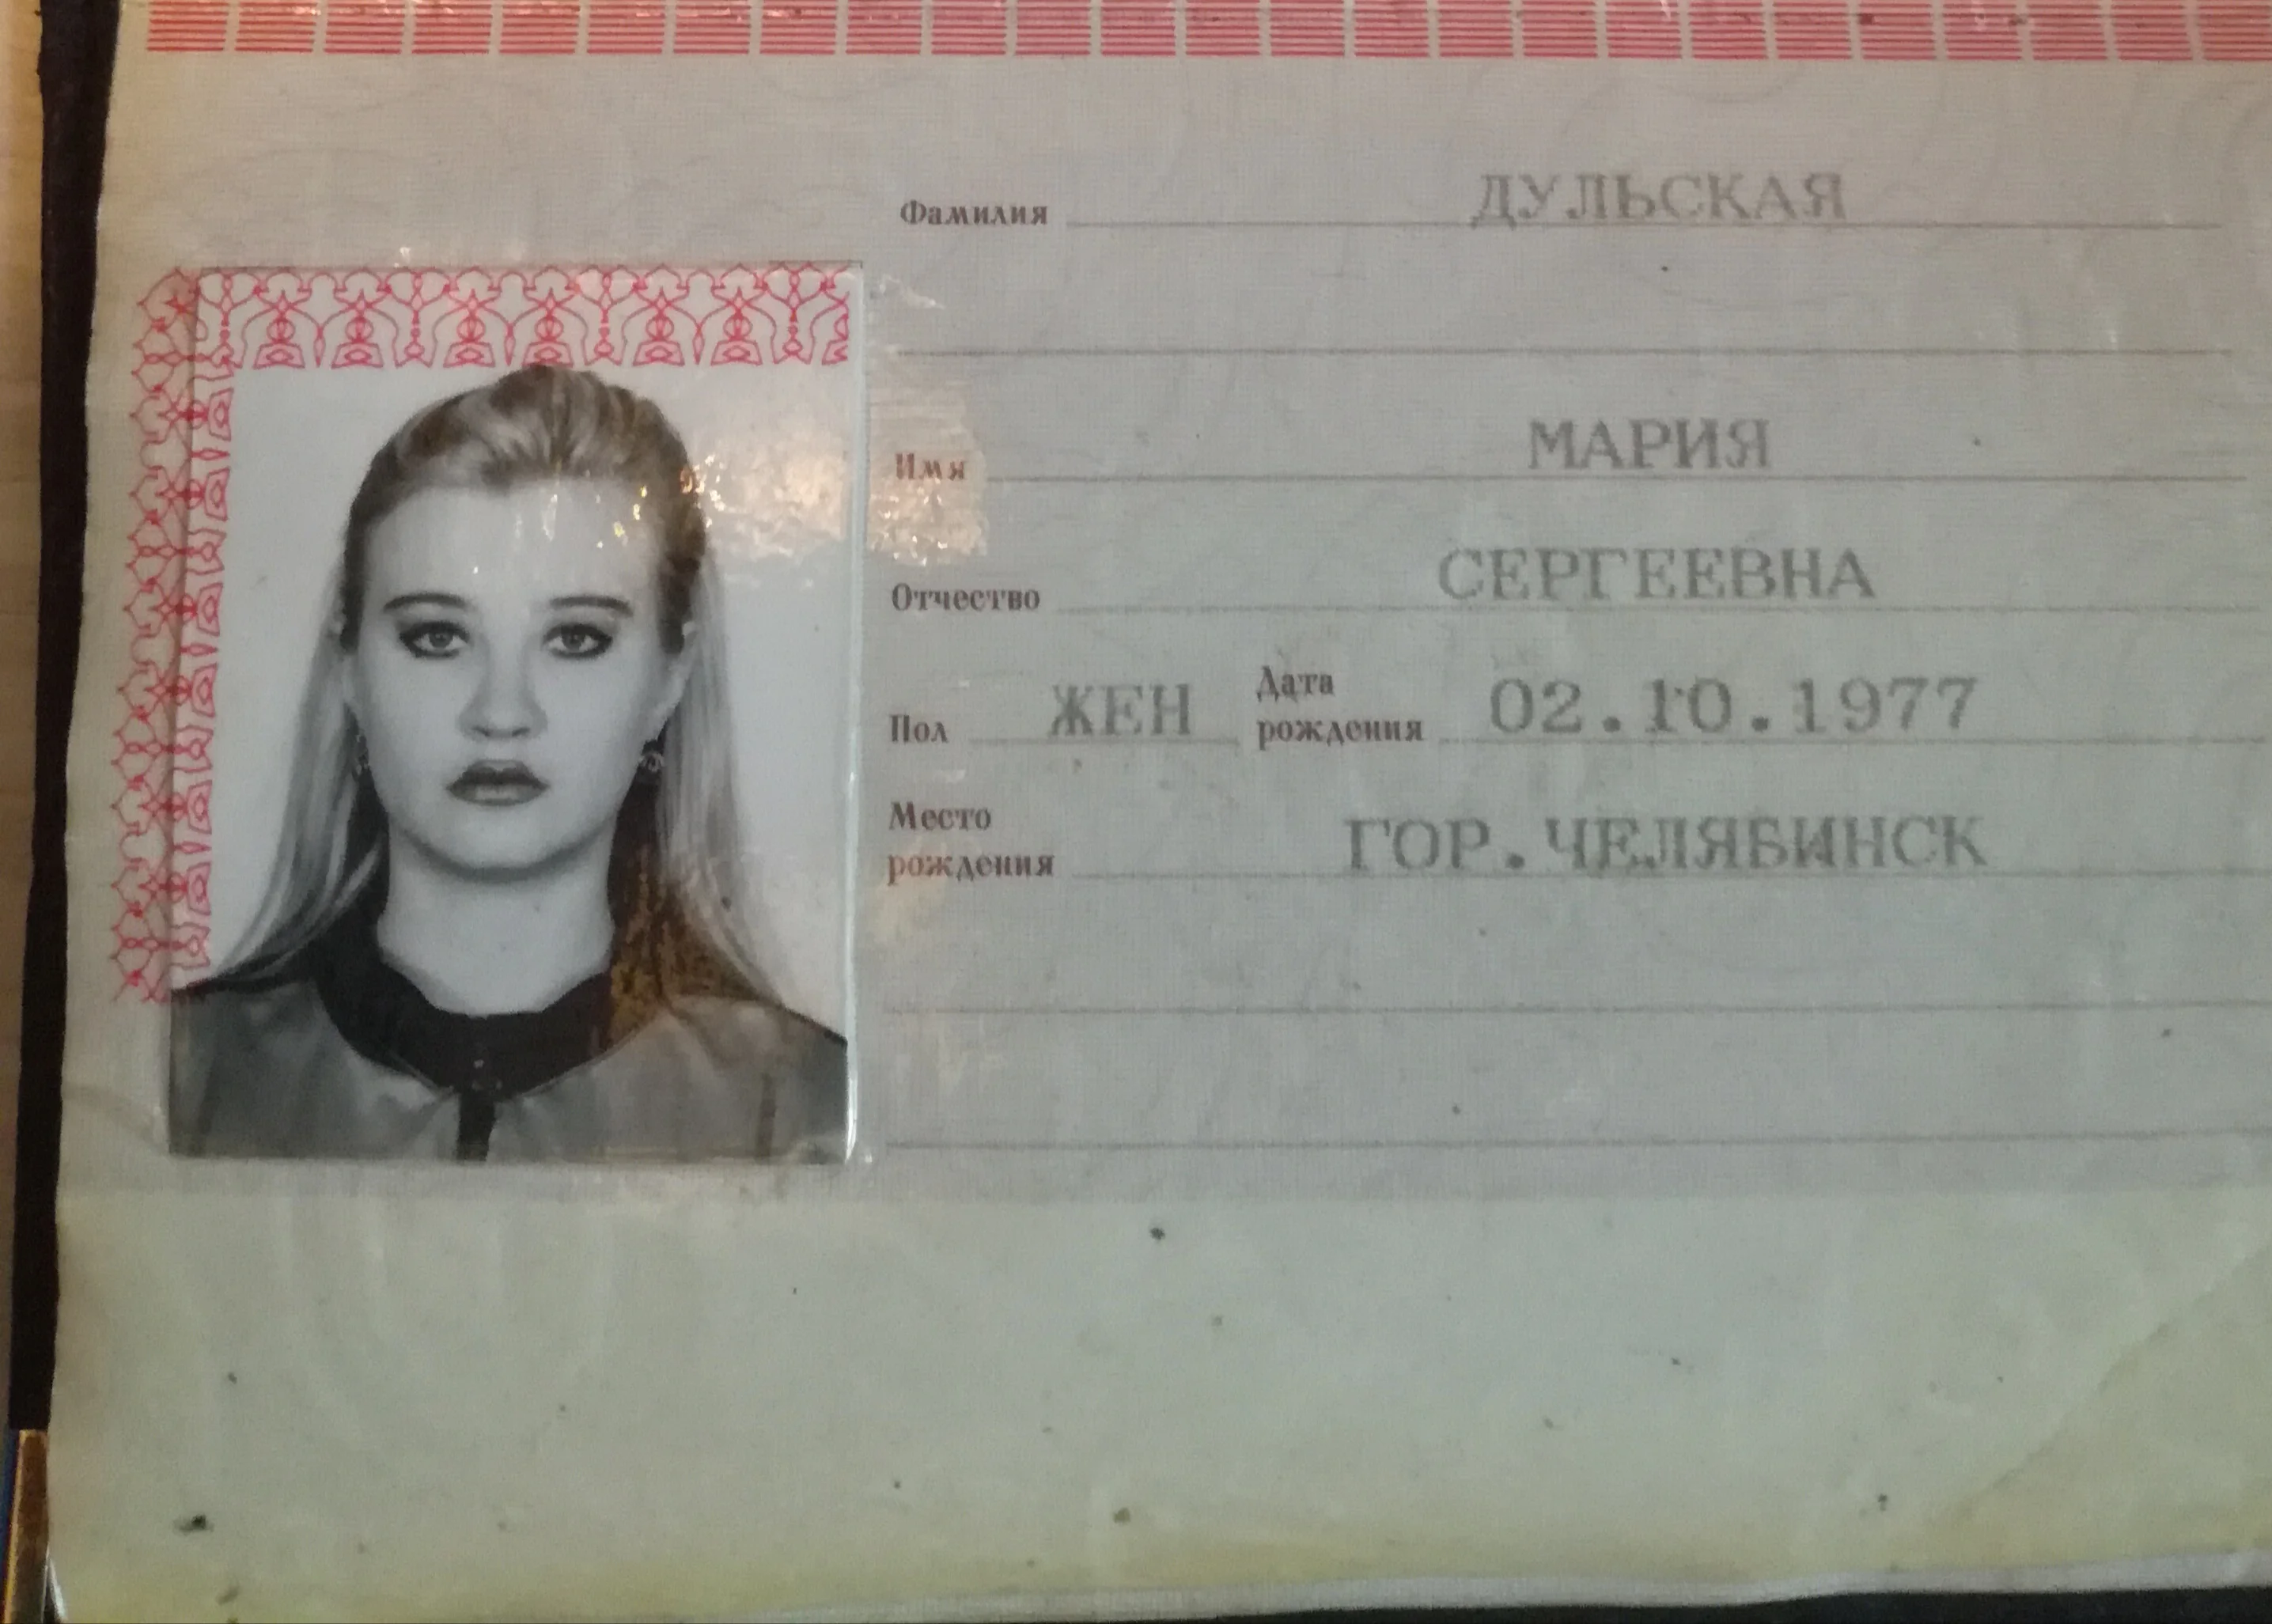 Фамилия ДУЛЬСКАЯ
Имя МАРИЯ
Отчество СЕРГЕЕВНА
Пол ЖЕН Дата рождения 02.10.1977
Место рождения ГОР.ЧЕЛЯБИНСК